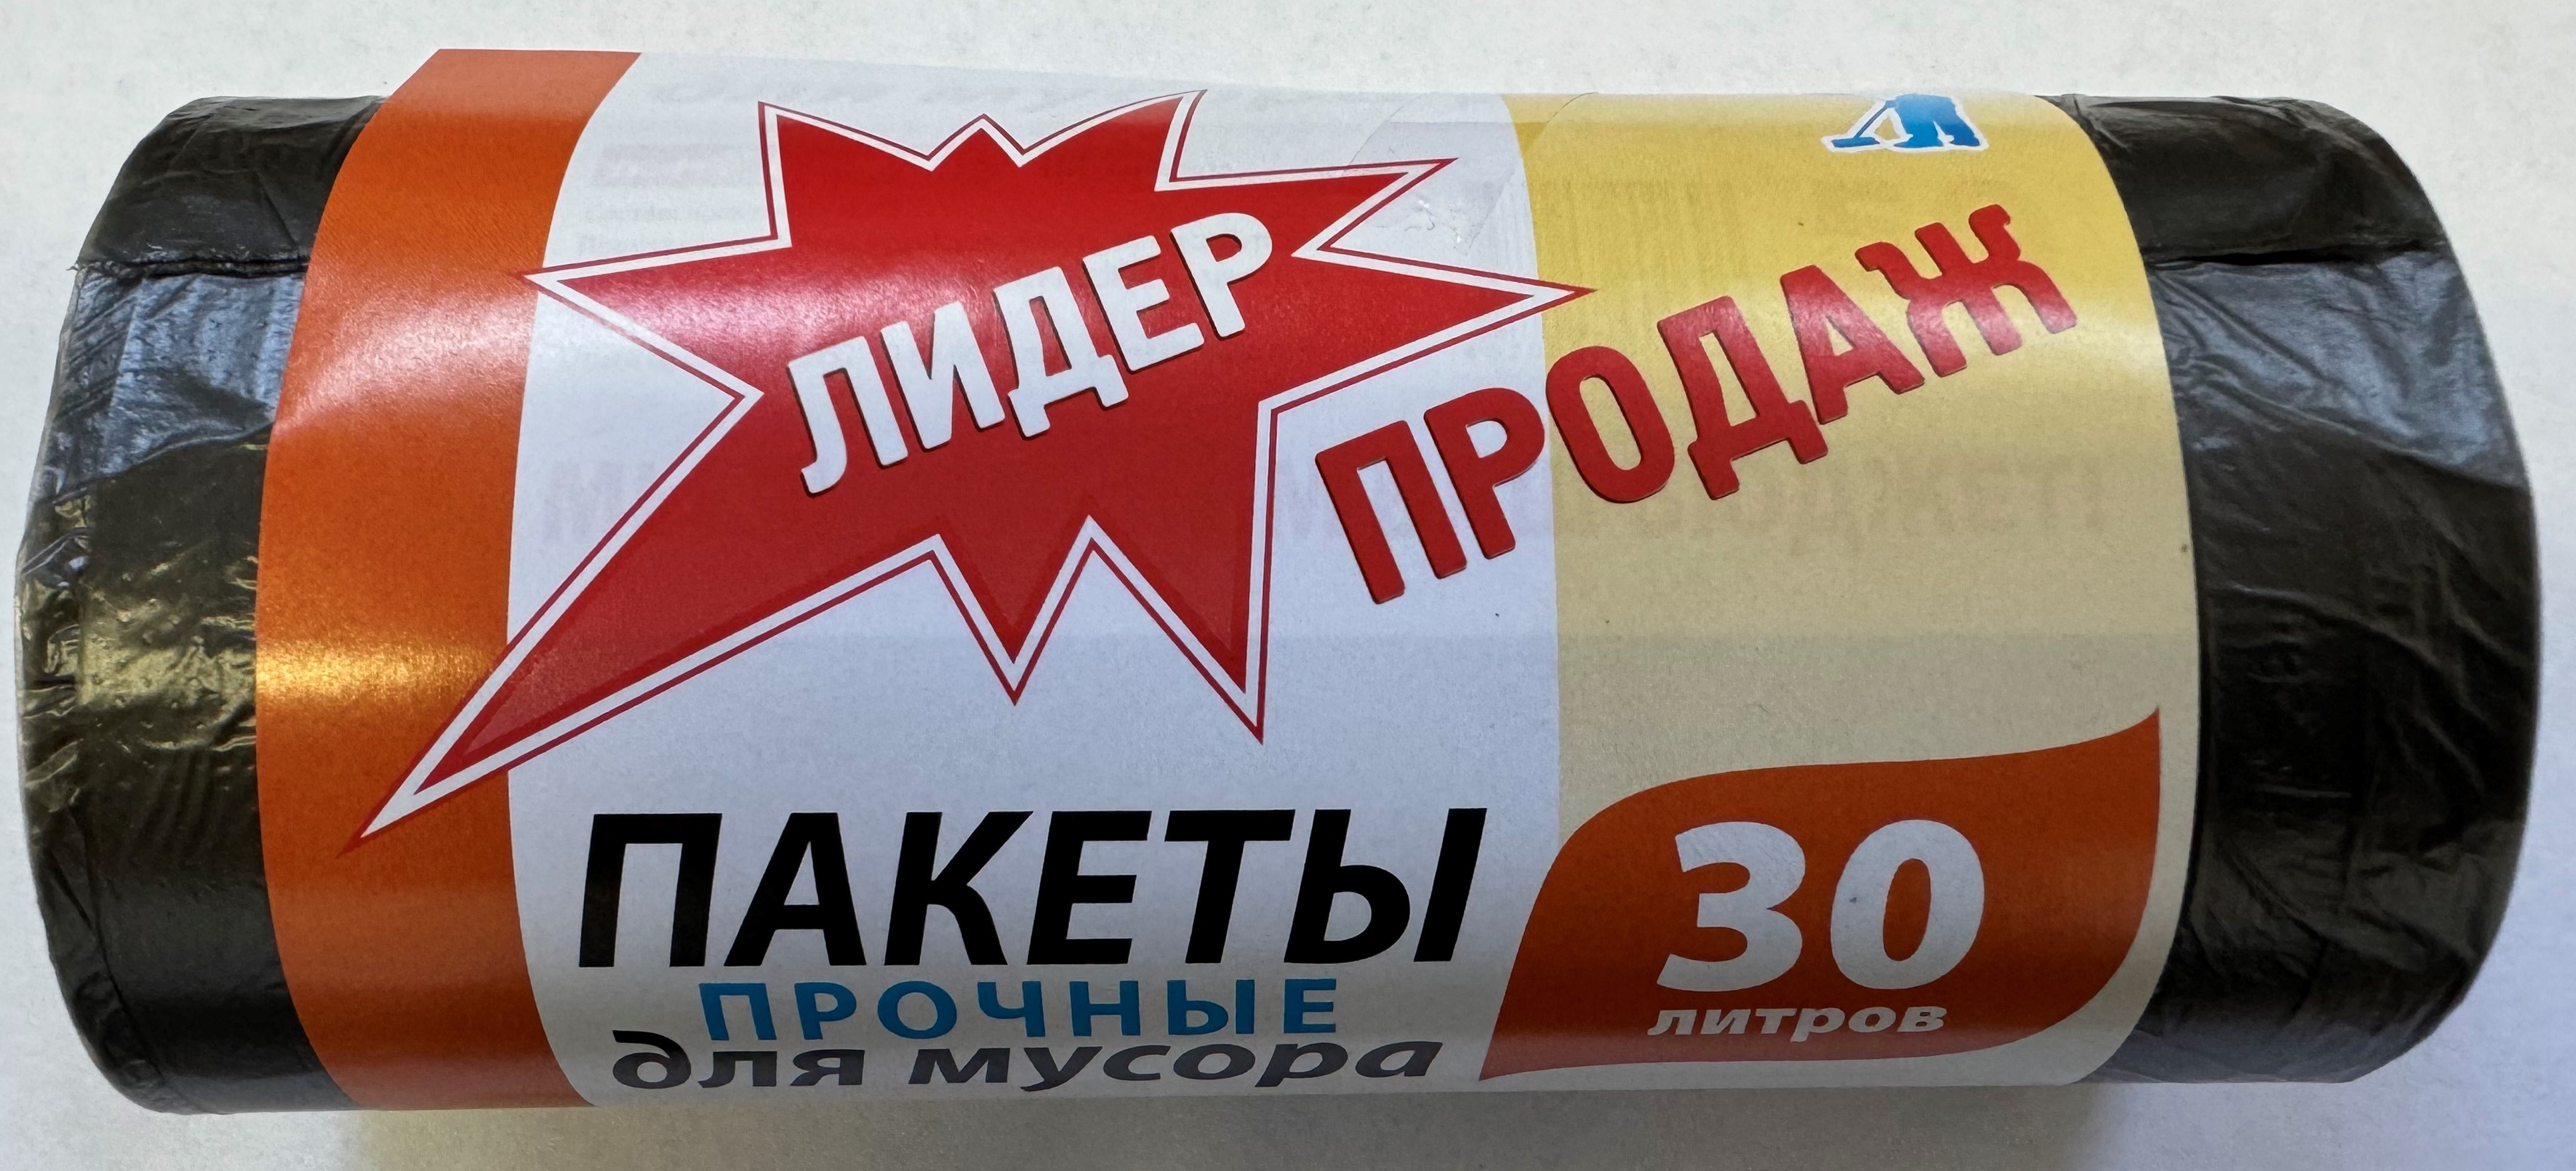 ЛИДЕР
ПРОДАЖ
ПАКЕТЫ
ПРОЧНЫЕ
для мусора
30
литров